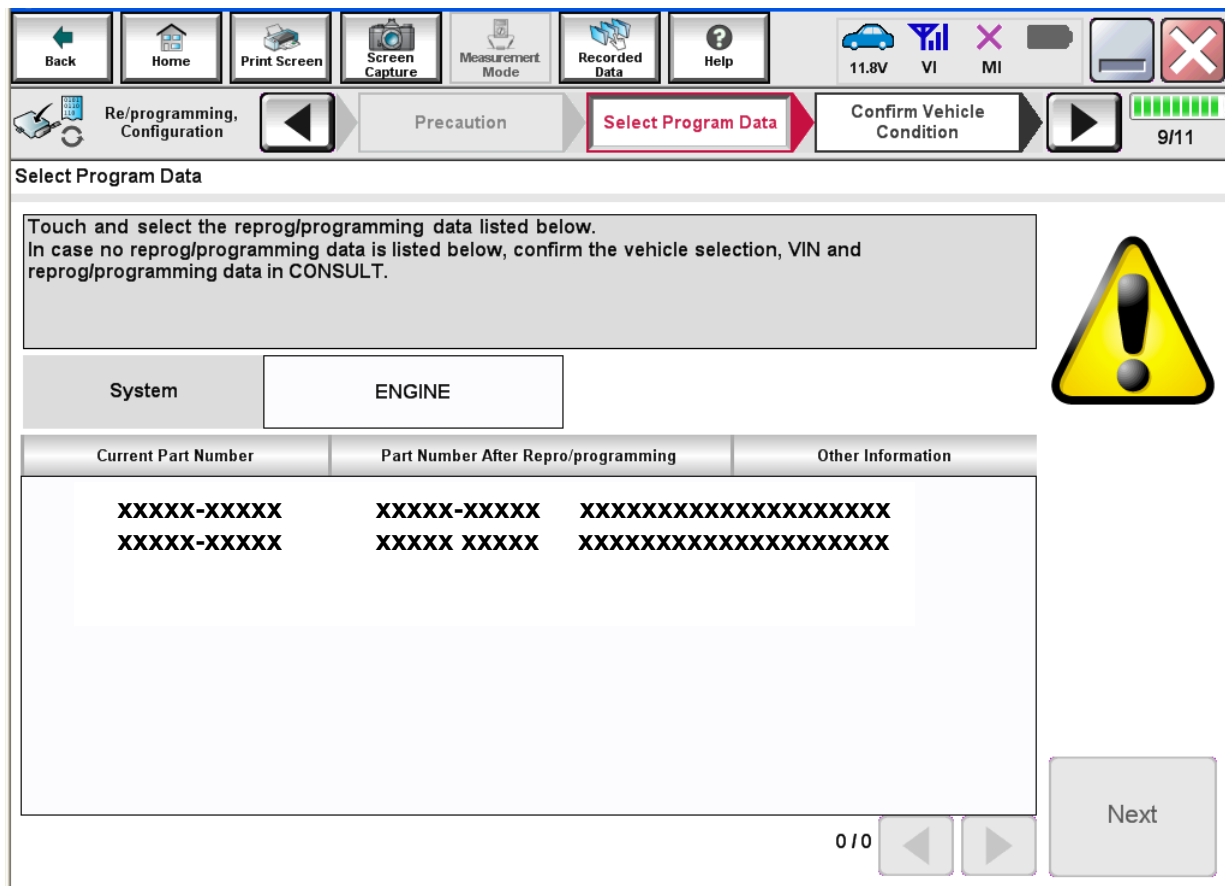 Back
Home
Print Screen
Screen
Capture
Measurement
Mode
Recorded
Data
Help
11.8V
VI
MI
Re/programming,
Configuration
Precaution
Select Program Data
Confirm Vehicle
Condition
9/11
Select Program Data
Touch and select the reprog/programming data listed below.
In case no reprog/programming data is listed below, confirm the vehicle selection, VIN and
reprog/programming data in CONSULT.
System
ENGINE
Current Part Number
Part Number After Repro/programming
Other Information
XXXXX-XXXXX XXXXX-XXXXX XXXXXXXXXXXXXXXXXXXX
XXXXX-XXXXX XXXXX XXXXX XXXXXXXXXXXXXXXXXXXX
Next
0/0